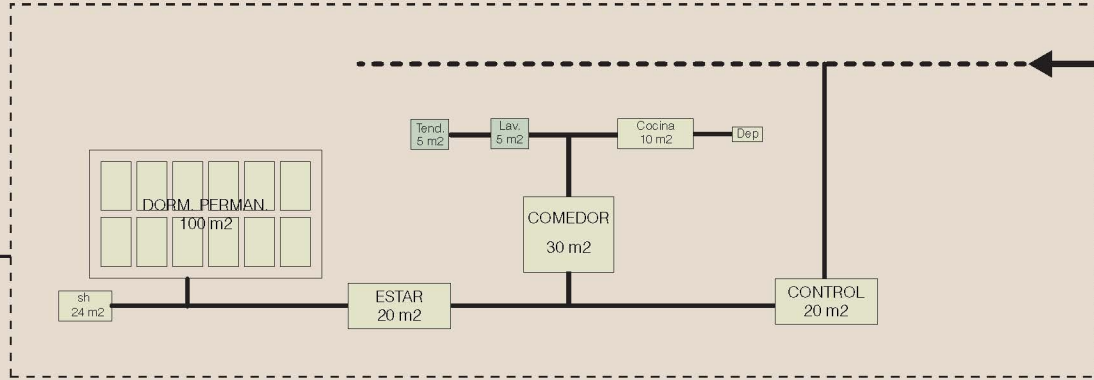 Tend.
5 m2
Lav.
5 m2
Cocina
10 m2
Dep
DORM. PERMAN.
100 m2
COMEDOR
30 m2
sh
24 m2
ESTAR
20 m2
CONTROL
20 m2